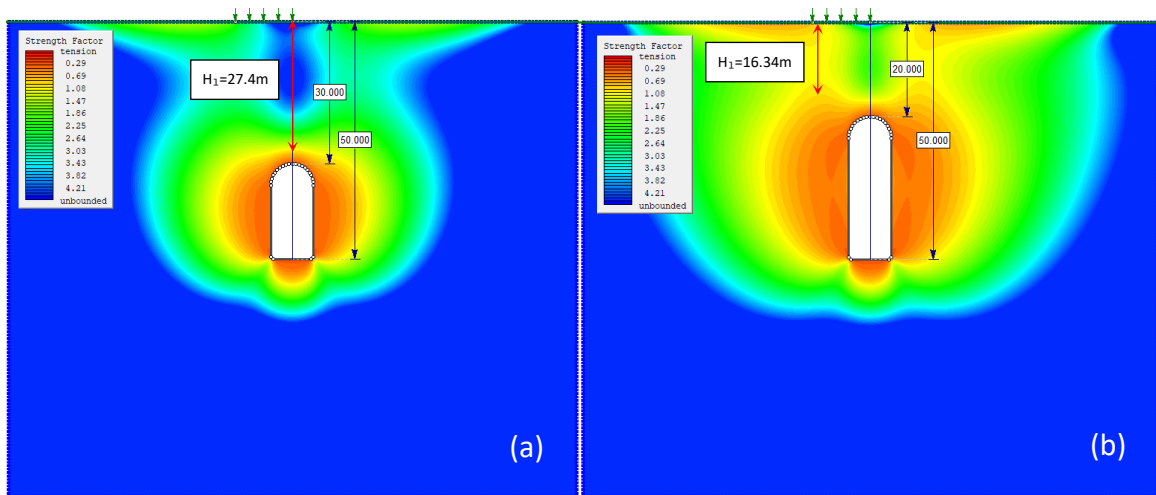 Strength Factor
tension
0.29
0.69
1.08
1.47
1.86
2.25
2.64
3.03
3.43
3.82
4.21
unbounded
H₁=27.4m
30.000
50.000
(a)
Strength Factor
tension
0.29
0.69
1.08
1.47
1.86
2.25
2.64
3.03
3.43
3.82
4.21
unbounded
H₁=16.34m
20.000
50.000
(b)